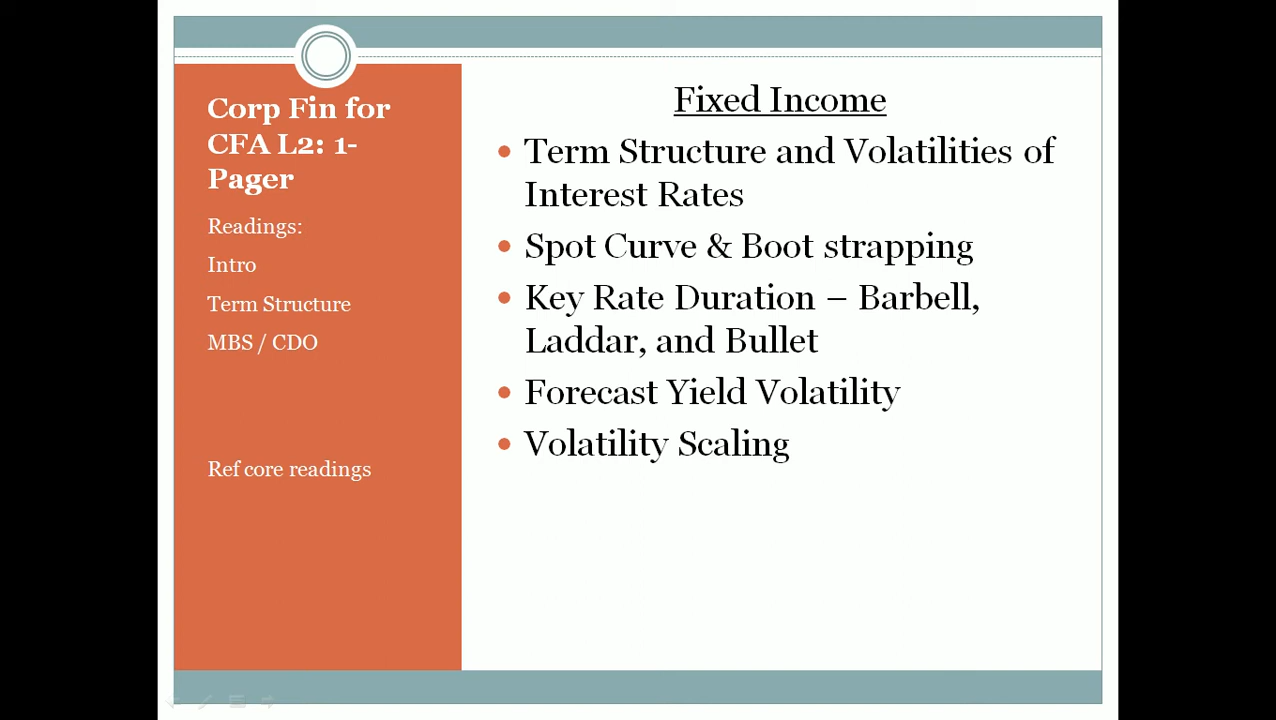 Corp Fin for
CFA L2: 1-
Pager
Readings:
Intro
Term Structure
MBS / CDO
Ref core readings
Fixed Income
• Term Structure and Volatilities of
Interest Rates
• Spot Curve & Boot strapping
• Key Rate Duration – Barbell,
Laddar, and Bullet
• Forecast Yield Volatility
• Volatility Scaling